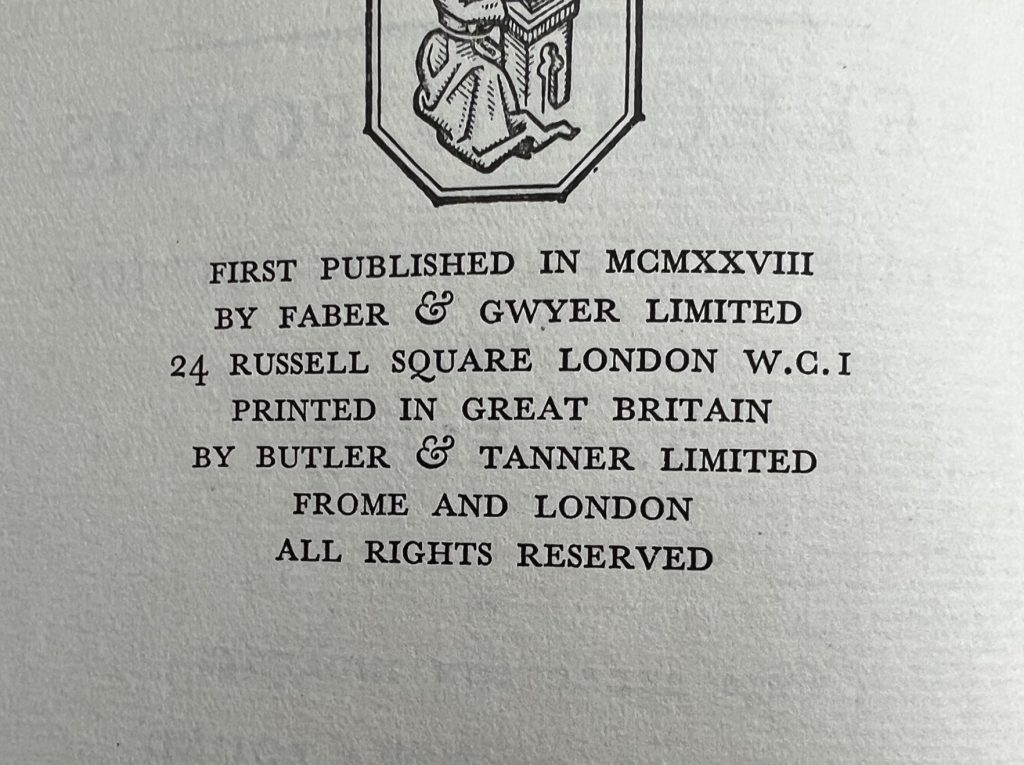 FIRST PUBLISHED IN MCMXXVIII
BY FABER & GWYER LIMITED
24 RUSSELL SQUARE LONDON W.C.1
PRINTED IN GREAT BRITAIN
BY BUTLER & TANNER LIMITED
FROME AND LONDON
ALL RIGHTS RESERVED